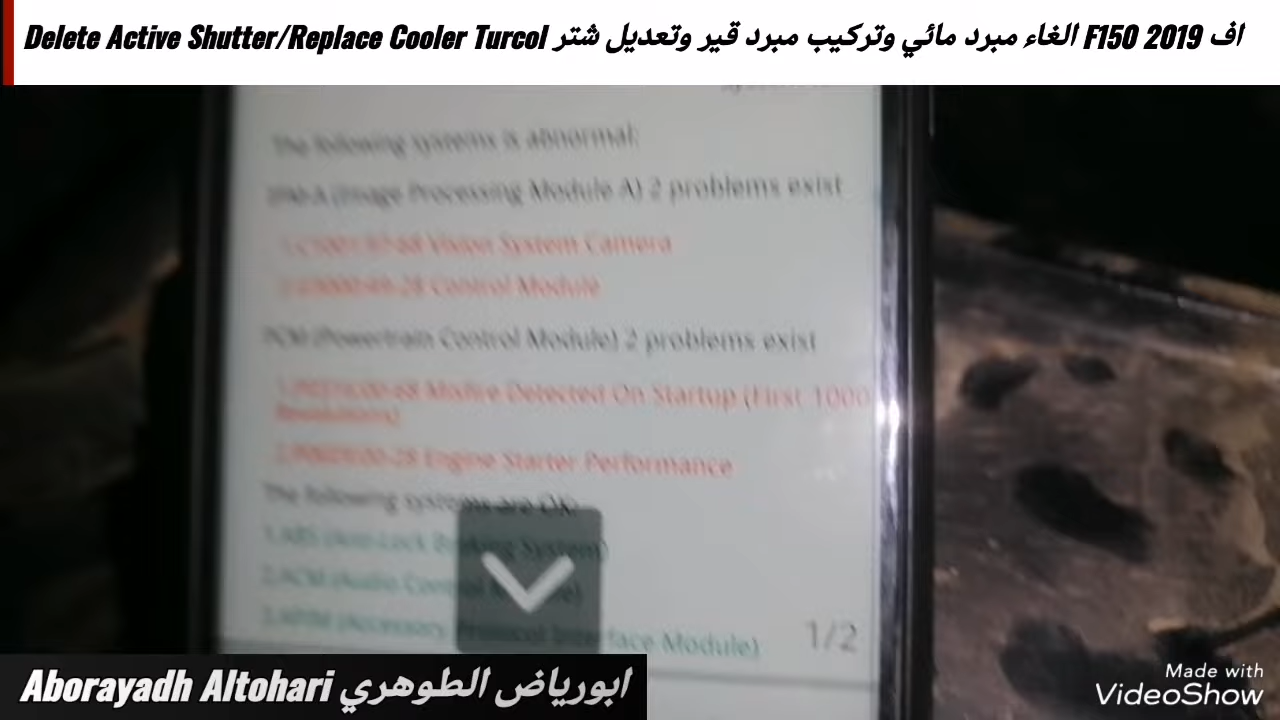 Delete Active Shutter/Replace Cooler Turcol اف F150 2019 الغاء مبرد مائي وتركيب مبرد قير وتعديل شتر
The following systems is abnormal:
(Image Processing Module A) 2 problems exist
Vision System Camera
Control Module
PCM (Powertrain Control Module) 2 problems exist
Misfire Detected On Startup (First 1000
Revolutions)
Engine Starter Performance
The following systems are OK:
1.ABS (Anti-Lock Braking System)
2.ACM (Audio Control Module)
(Accessory Protocol Interface Module)
1/2
Aborayadh Altohari ابورياض الطوهري
Made with
VideoShow